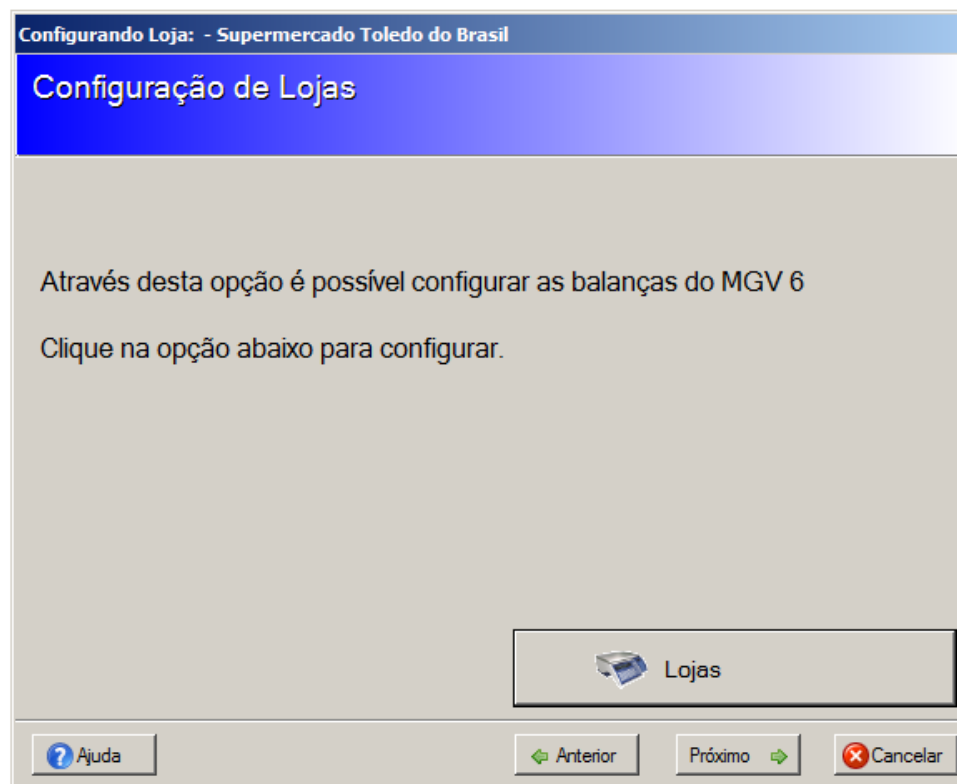 Configurando Loja: - Supermercado Toledo do Brasil
Configuração de Lojas
Através desta opção é possível configurar as balanças do MGV 6
Clique na opção abaixo para configurar.
Lojas
Ajuda
Anterior
Próximo
Cancelar